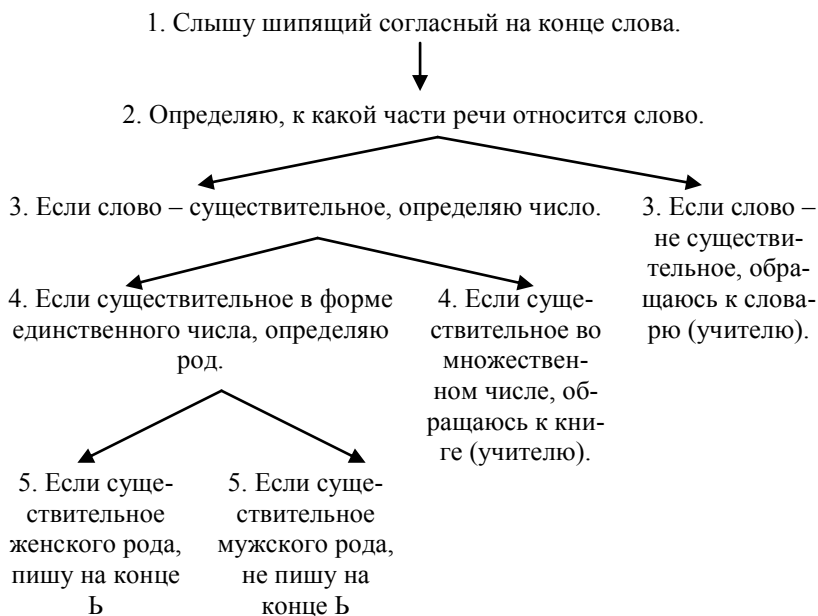 1. Слышу шипящий согласный на конце слова.
2. Определяю, к какой части речи относится слово.
3. Если слово – существительное, определяю число.
3. Если слово –
не существи-
тельное, обра-
щаюсь к слова-
рю (учителю).
4. Если существительное в форме
единственного числа, определяю
род.
4. Если суще-
ствительное во
множествен-
ном числе, об-
ращаюсь к кни-
ге (учителю).
5. Если суще-
ствительное
женского рода,
пишу на конце
Ь
5. Если суще-
ствительное
мужского рода,
не пишу на
конце Ь